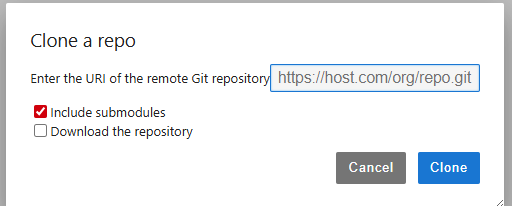 Clone a repo
Enter the URI of the remote Git repository https://host.com/org/repo.git
Include submodules
Download the repository
Cancel Clone